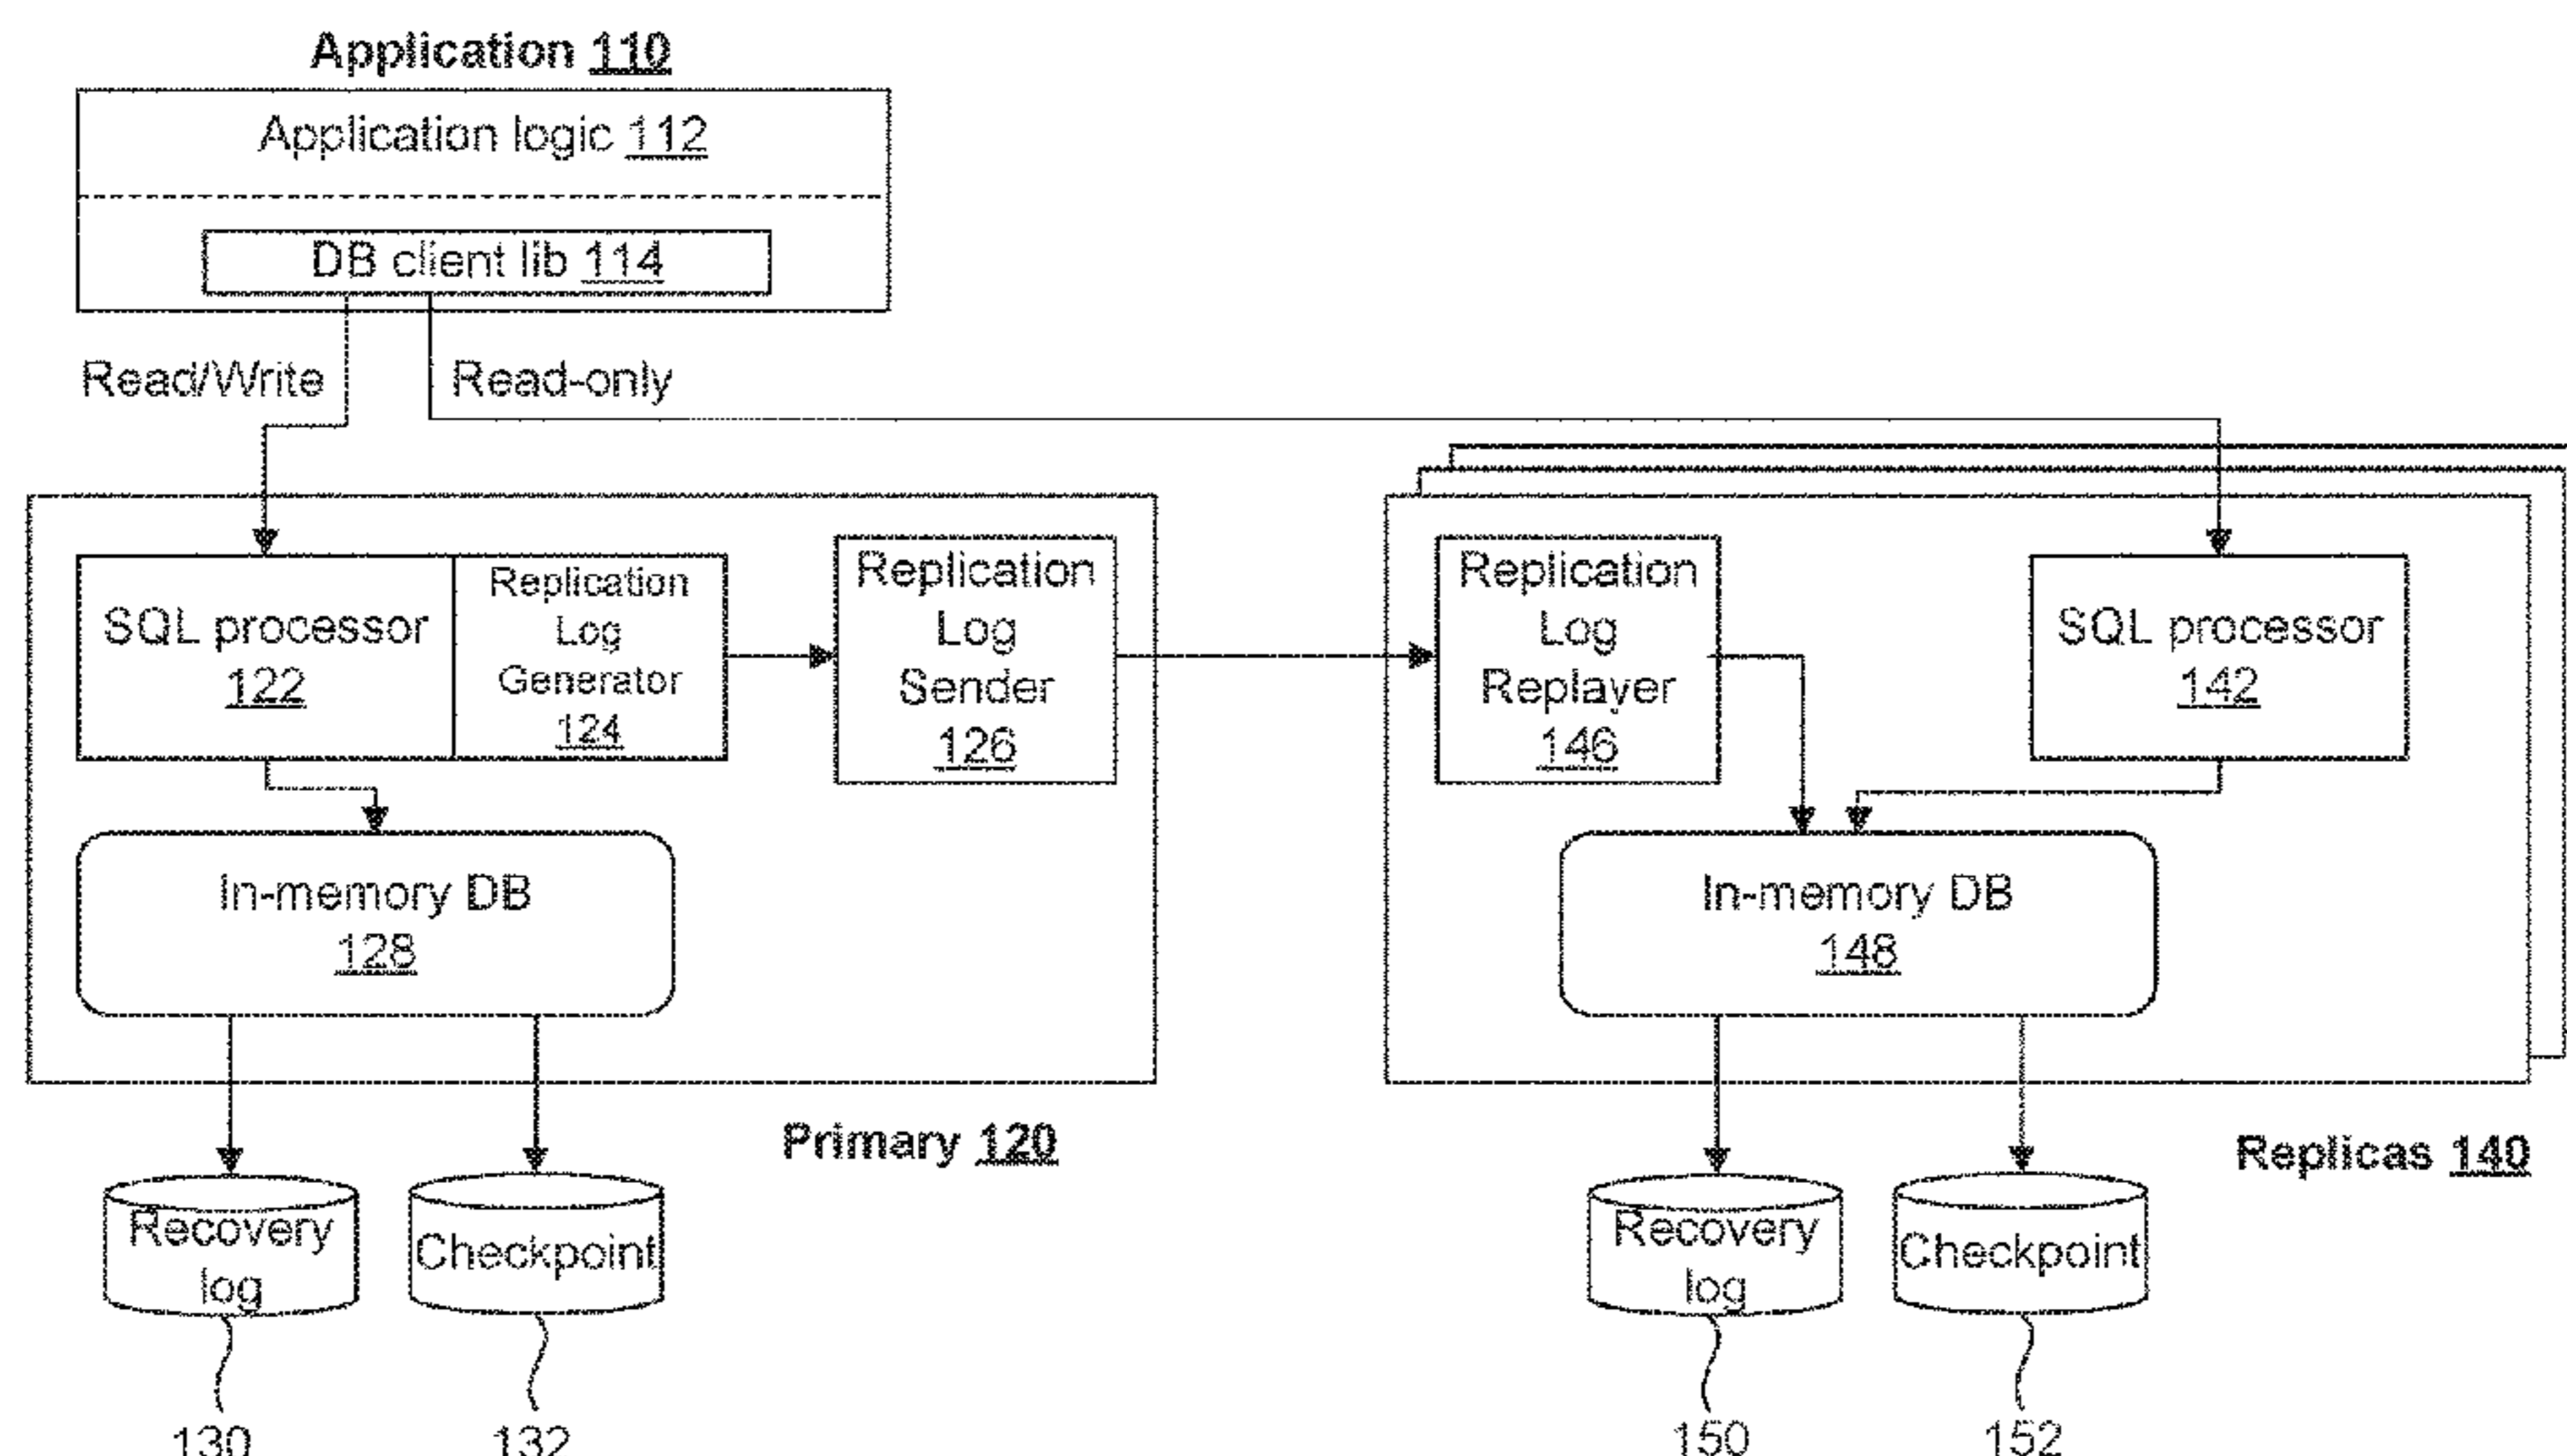 Application 110
Application logic 112
DB client lib 114
Read/Write
Read-only
SQL processor
122
Replication
Log
Generator
124
Replication
Log
Sender
126
In-memory DB
128
Primary 120
Recovery
log
Checkpoint
130
132
Replication
Log
Replayer
146
SQL processor
142
In-memory DB
148
Replicas 140
Recovery
log
Checkpoint
150
152